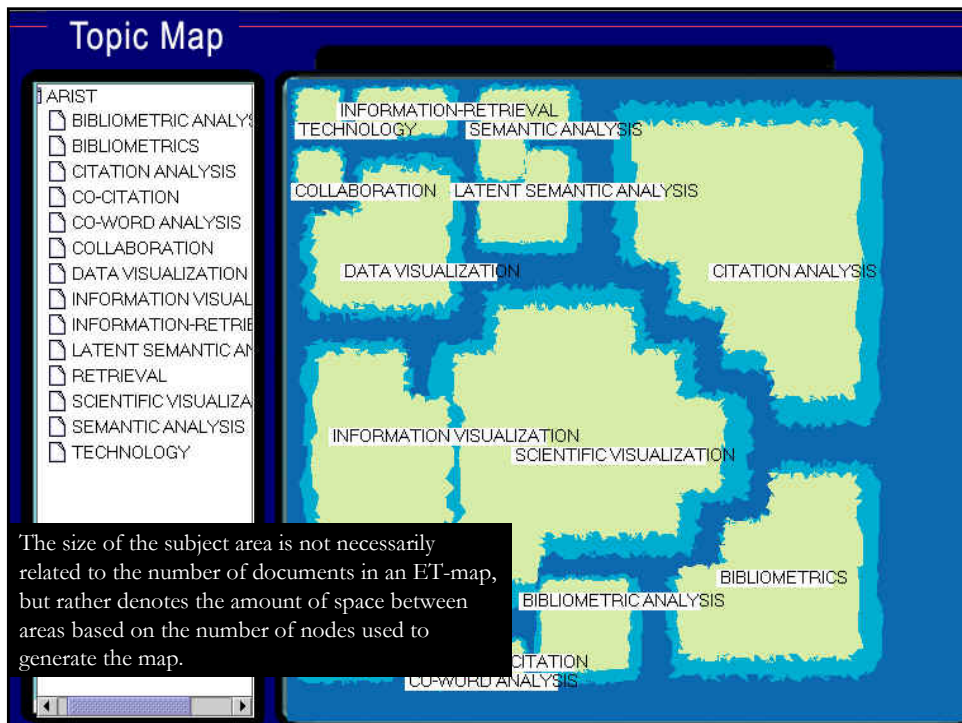 Topic Map
ARIST
BIBLIOMETRIC ANALYS
BIBLIOMETRICS
CITATION ANALYSIS
CO-CITATION
CO-WORD ANALYSIS
COLLABORATION
DATA VISUALIZATION
INFORMATION VISUAL
INFORMATION-RETRIE
LATENT SEMANTIC AN
RETRIEVAL
SCIENTIFIC VISUALIZA
SEMANTIC ANALYSIS
TECHNOLOGY
INFORMATION-RETRIEVAL
TECHNOLOGY
SEMANTIC ANALYSIS
COLLABORATION
LATENT SEMANTIC ANALYSIS
DATA VISUALIZATION
CITATION ANALYSIS
INFORMATION VISUALIZATION
SCIENTIFIC VISUALIZATION
BIBLIOMETRICS
BIBLIOMETRIC ANALYSIS
CITATION
CO-WORD ANALYSIS
The size of the subject area is not necessarily
related to the number of documents in an ET-map,
but rather denotes the amount of space between
areas based on the number of nodes used to
generate the map.